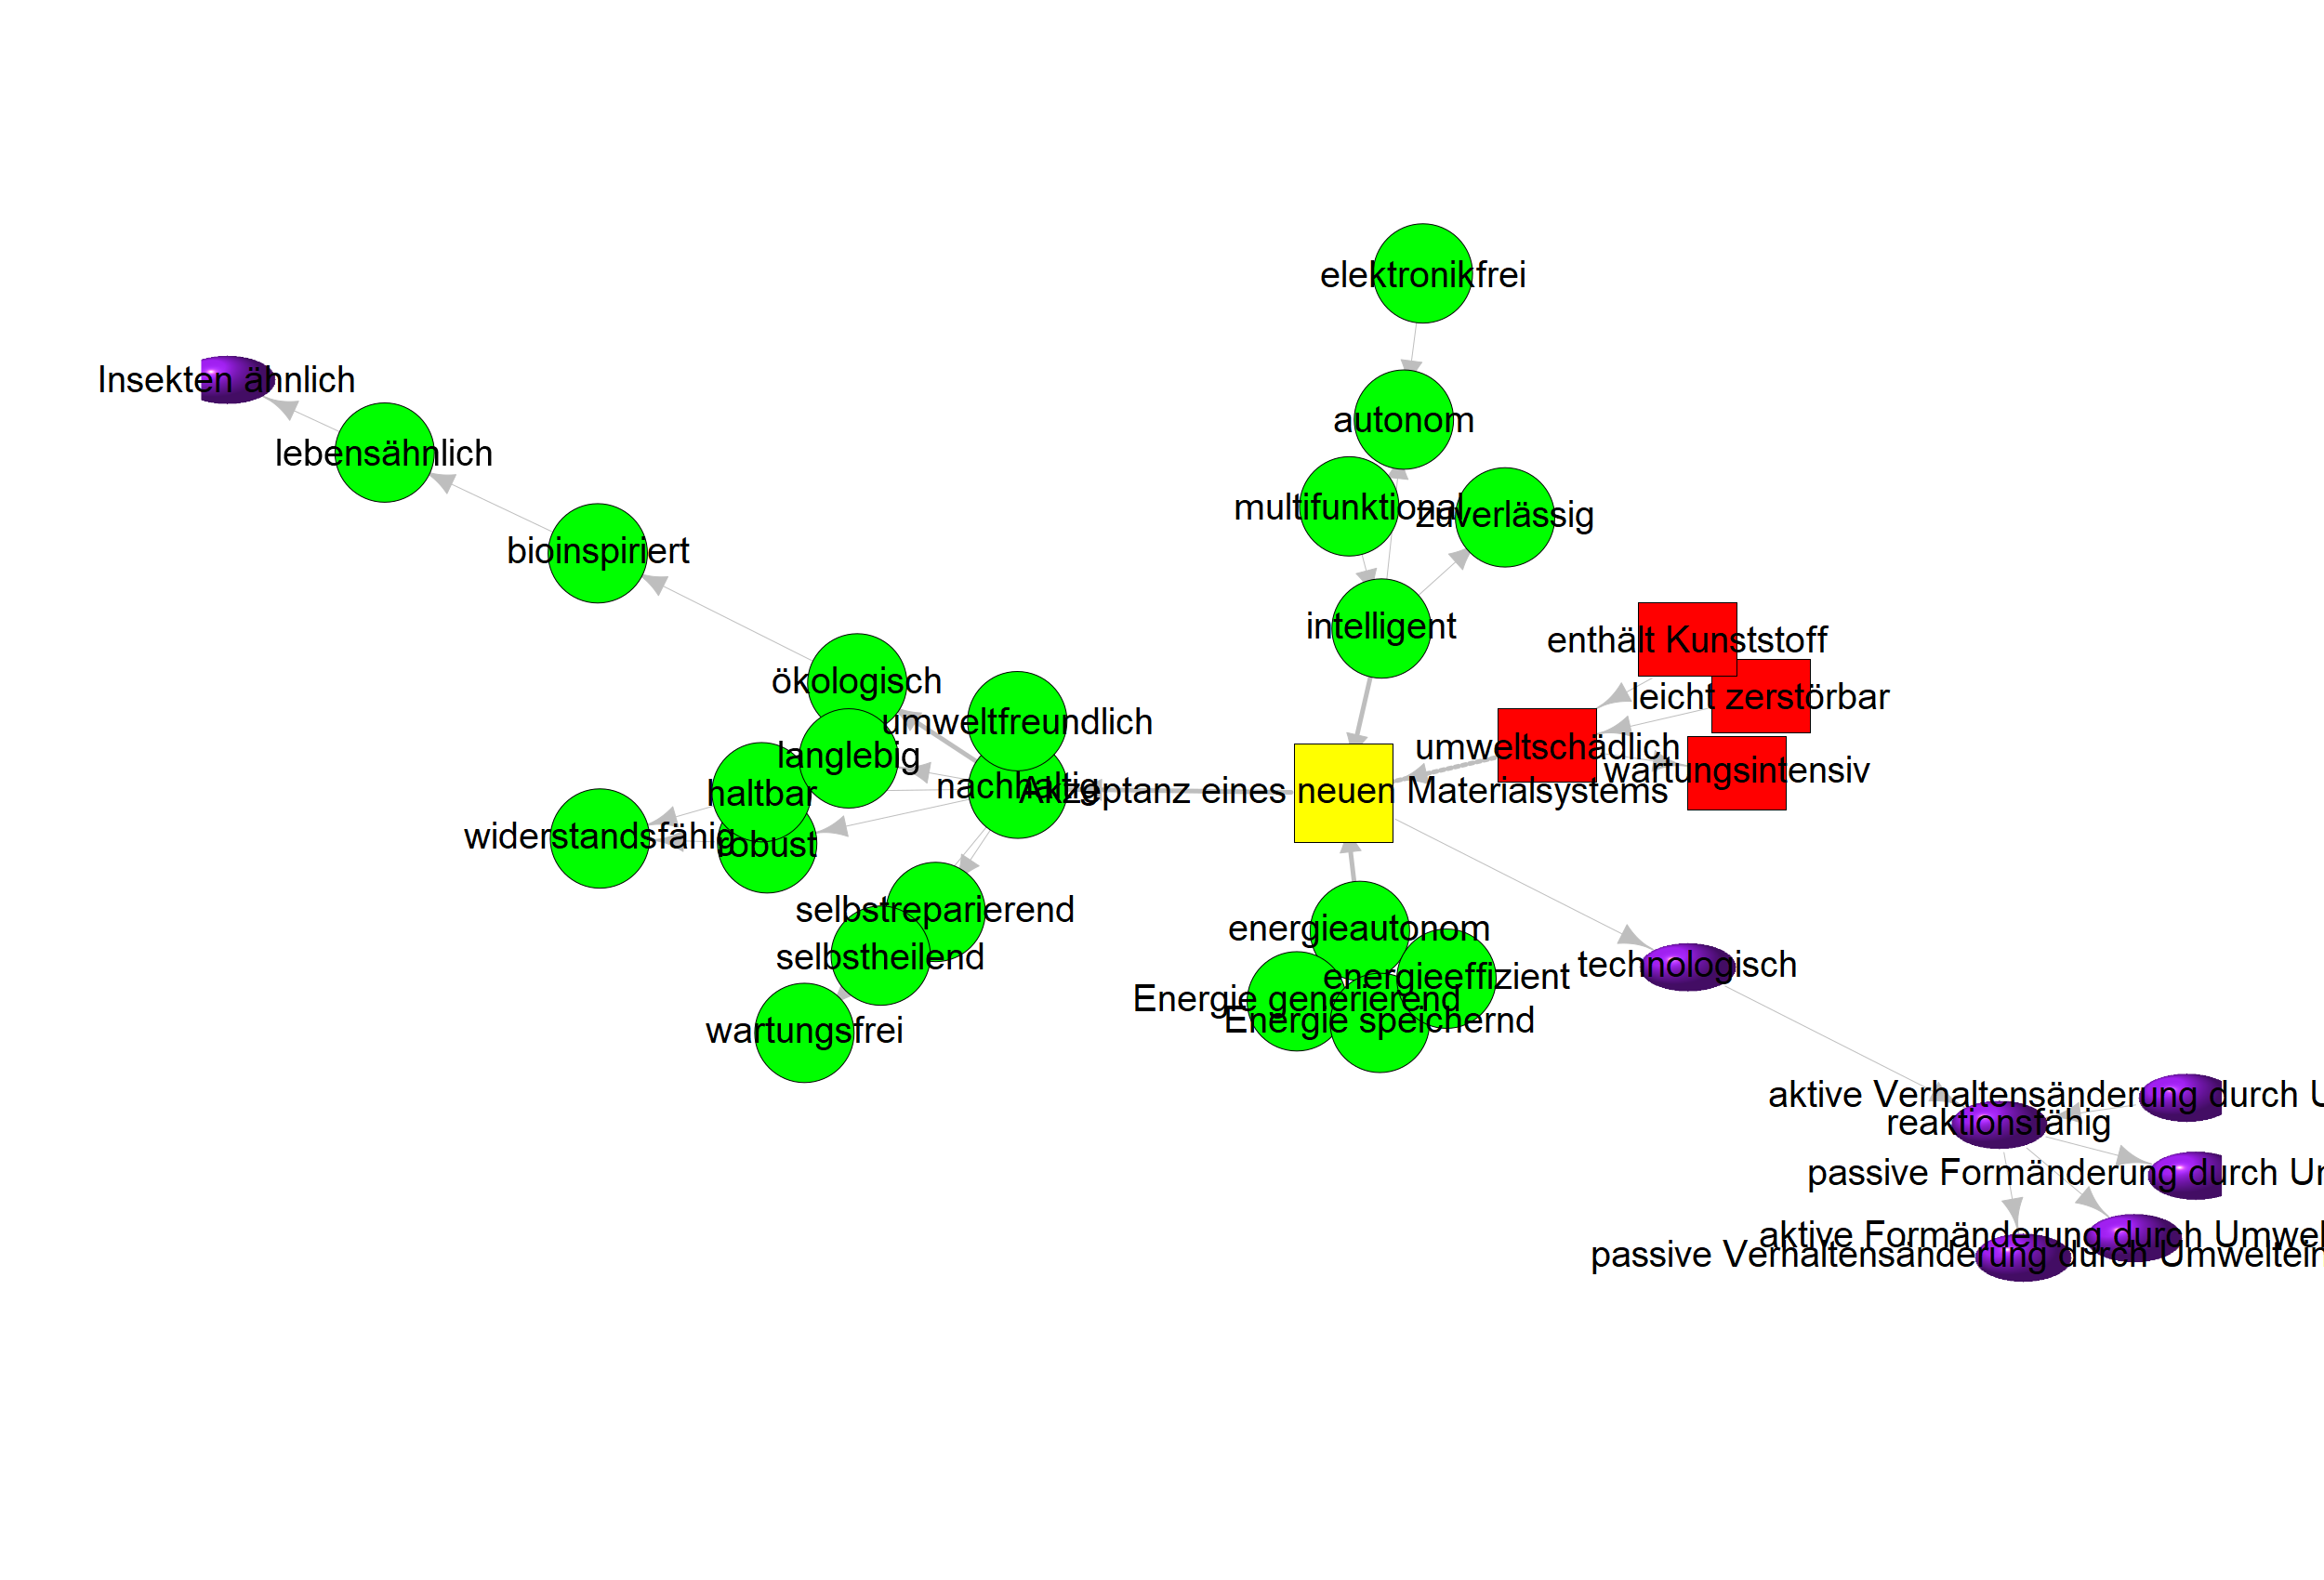 elektronikfrei
Insekten ähnlich
autonom
lebensähnlich
multifunktional
zuverlässig
bioinspiriert
intelligent
enthält Kunststoff
ökologisch
leicht zerstörbar
umweltfreundlich
umweltschädlich
langlebig
wartungsintensiv
nachhaltig
Akzeptanz eines neuen Materialsystems
haltbar
widerstandsfähig
robust
selbstreparierend
energieautonom
selbstheilend
technologisch
energieeffizient
Energie generierend
Energie speichernd
wartungsfrei
aktive Verhaltensänderung durch U
reaktionsfähig
passive Formänderung durch Um
aktive Formänderung durch Umwel
passive Verhaltensänderung durch Umweltein